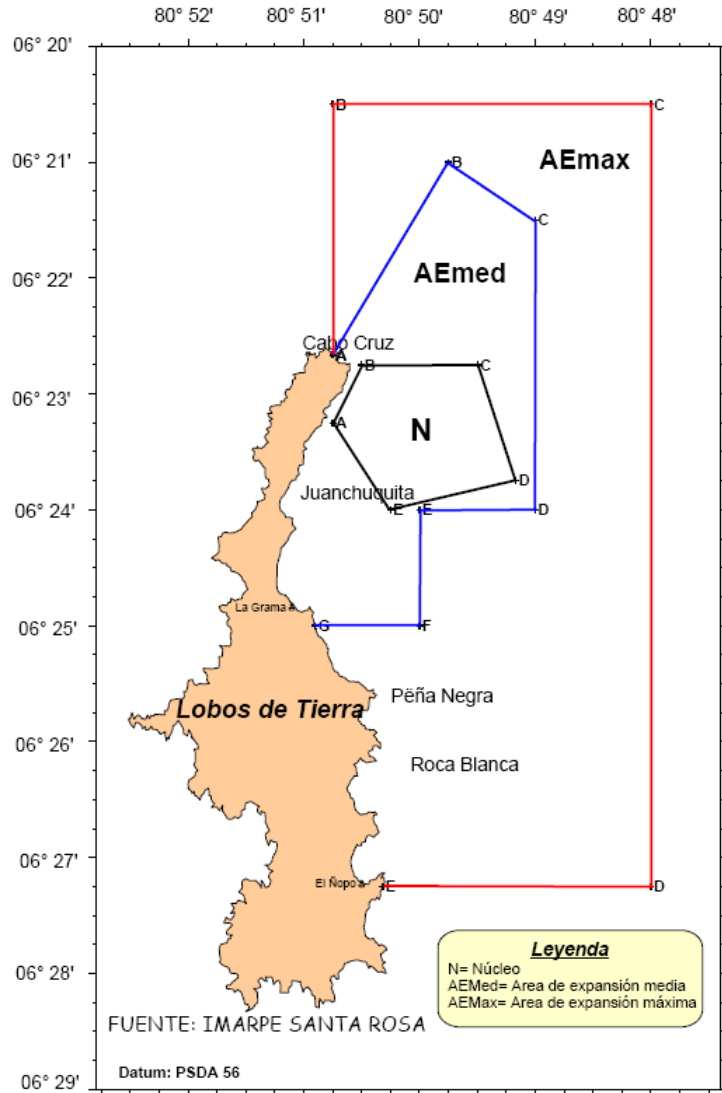 80° 52' 80° 51' 80° 50' 80° 49' 80° 48'
06° 20'
B C
AEmax
06° 21'
B
C
AEmed
06° 22'
Cabo Cruz
A
B C
06° 23'
A
N
D
Juanchuquita
06° 24'
E E D
La Grama A
06° 25'
G F
Pëña Negra
Lobos de Tierra
06° 26'
Roca Blanca
06° 27'
El Ñopo E D
Leyenda
N= Núcleo
AEMed= Area de expansión media
AEMax= Area de expansión máxima
06° 28'
FUENTE: IMARPE SANTA ROSA
Datum: PSDA 56
06° 29'